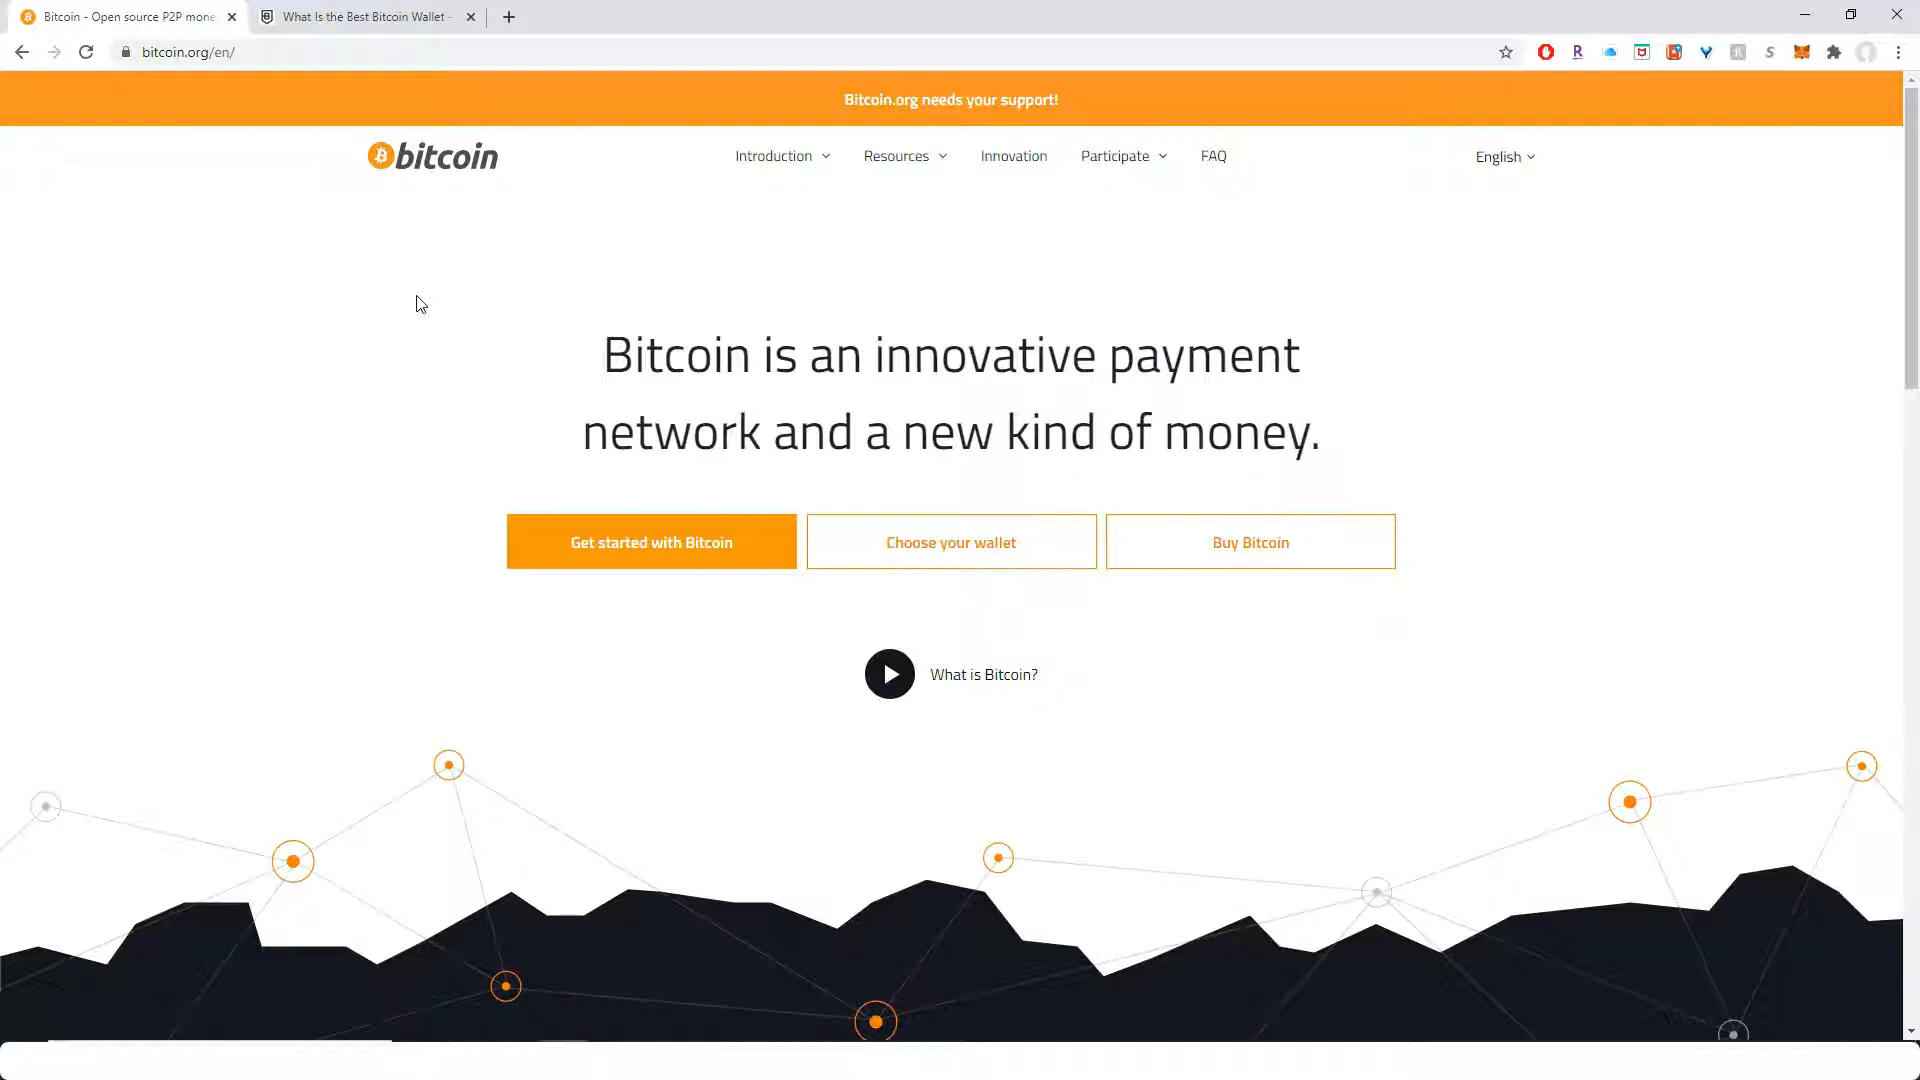 Bitcoin - Open source P2P mone
What Is the Best Bitcoin Wallet -
bitcoin.org/en/
Bitcoin.org needs your support!
bitcoin
Introduction
Resources
Innovation
Participate
FAQ
English
Bitcoin is an innovative payment
network and a new kind of money.
Get started with Bitcoin
Choose your wallet
Buy Bitcoin
What is Bitcoin?